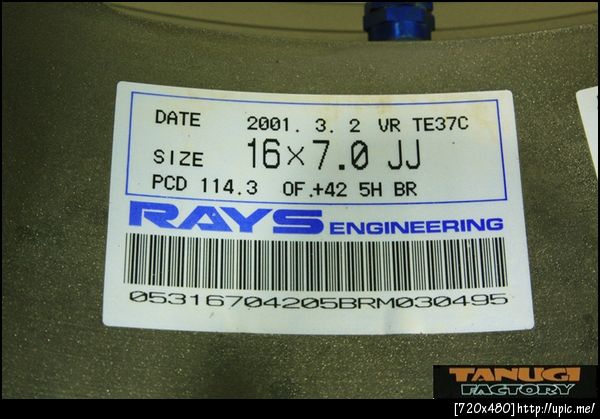 DATE 2001. 3. 2 VR TE37C
SIZE 16×7.0 JJ
PCD 114.3 OF.+42 5H BR
RAYS ENGINEERING
05316704205BRM030495
TANUGI
FACTORY
[720x480]http://upic.me/